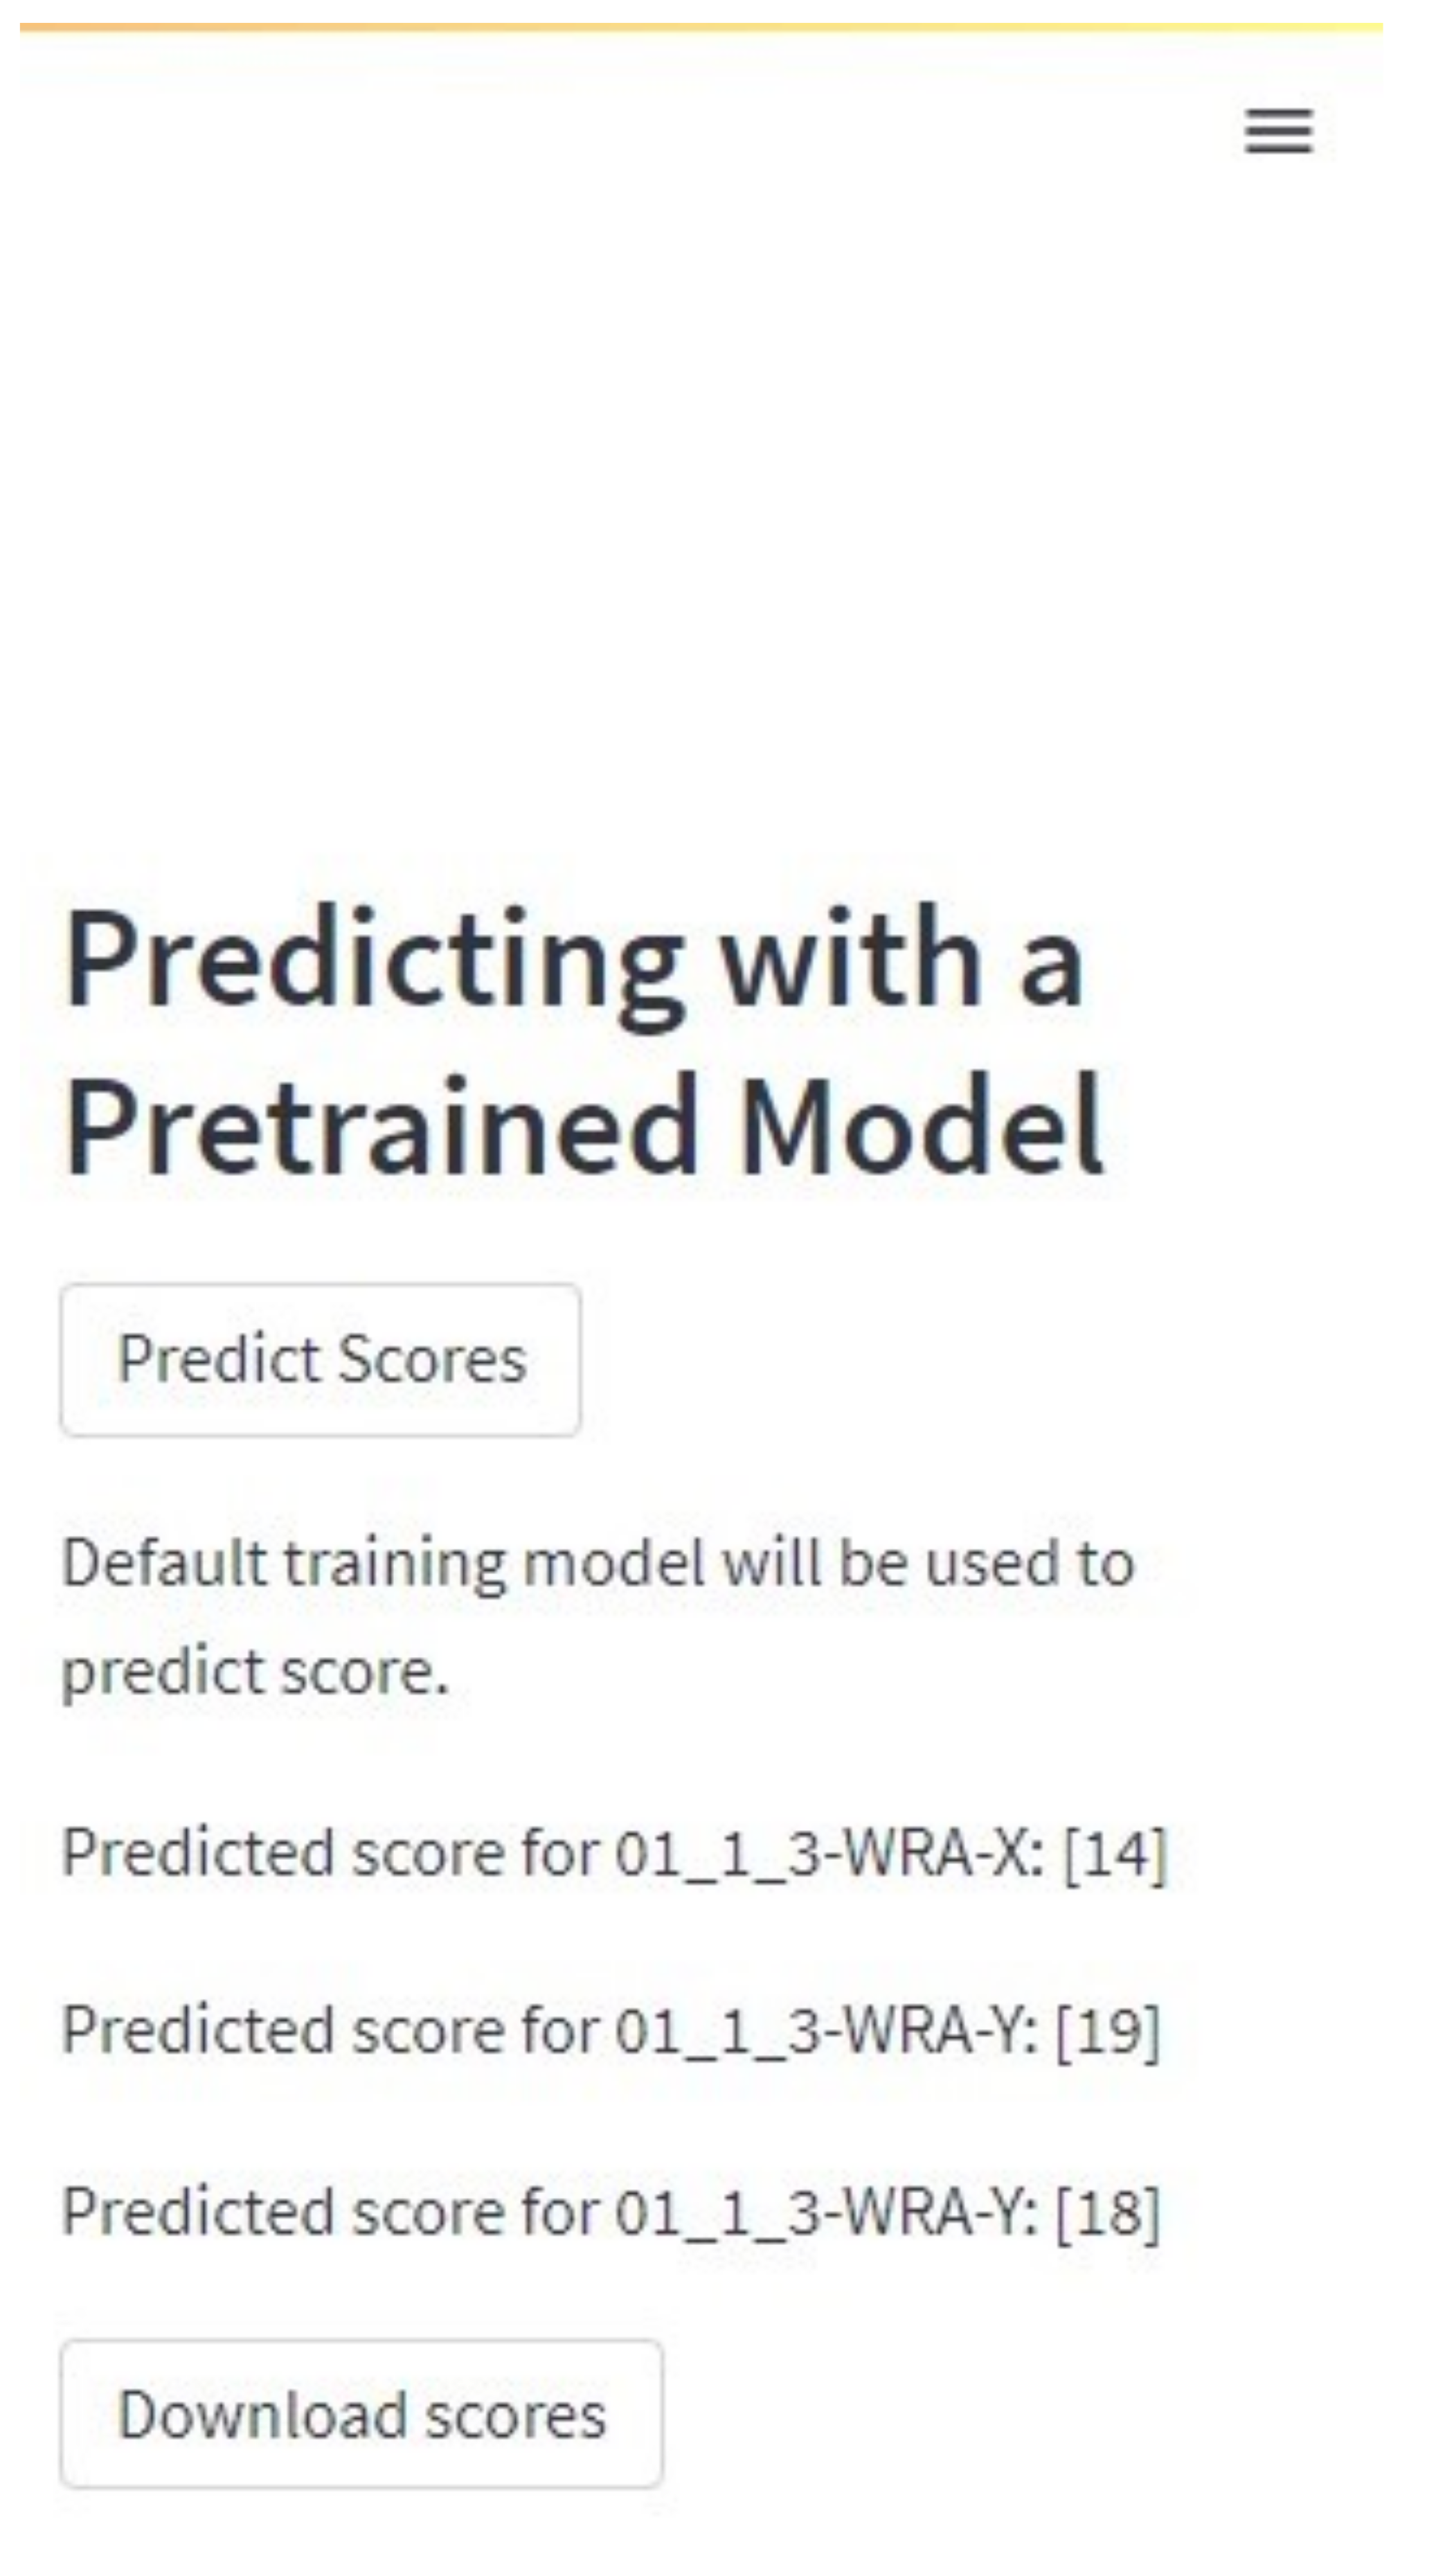 Predicting with a
Pretrained Model
Predict Scores
Default training model will be used to
predict score.
Predicted score for 01_1_3-WRA-X: [14]
Predicted score for 01_1_3-WRA-Y: [19]
Predicted score for 01_1_3-WRA-Y: [18]
Download scores